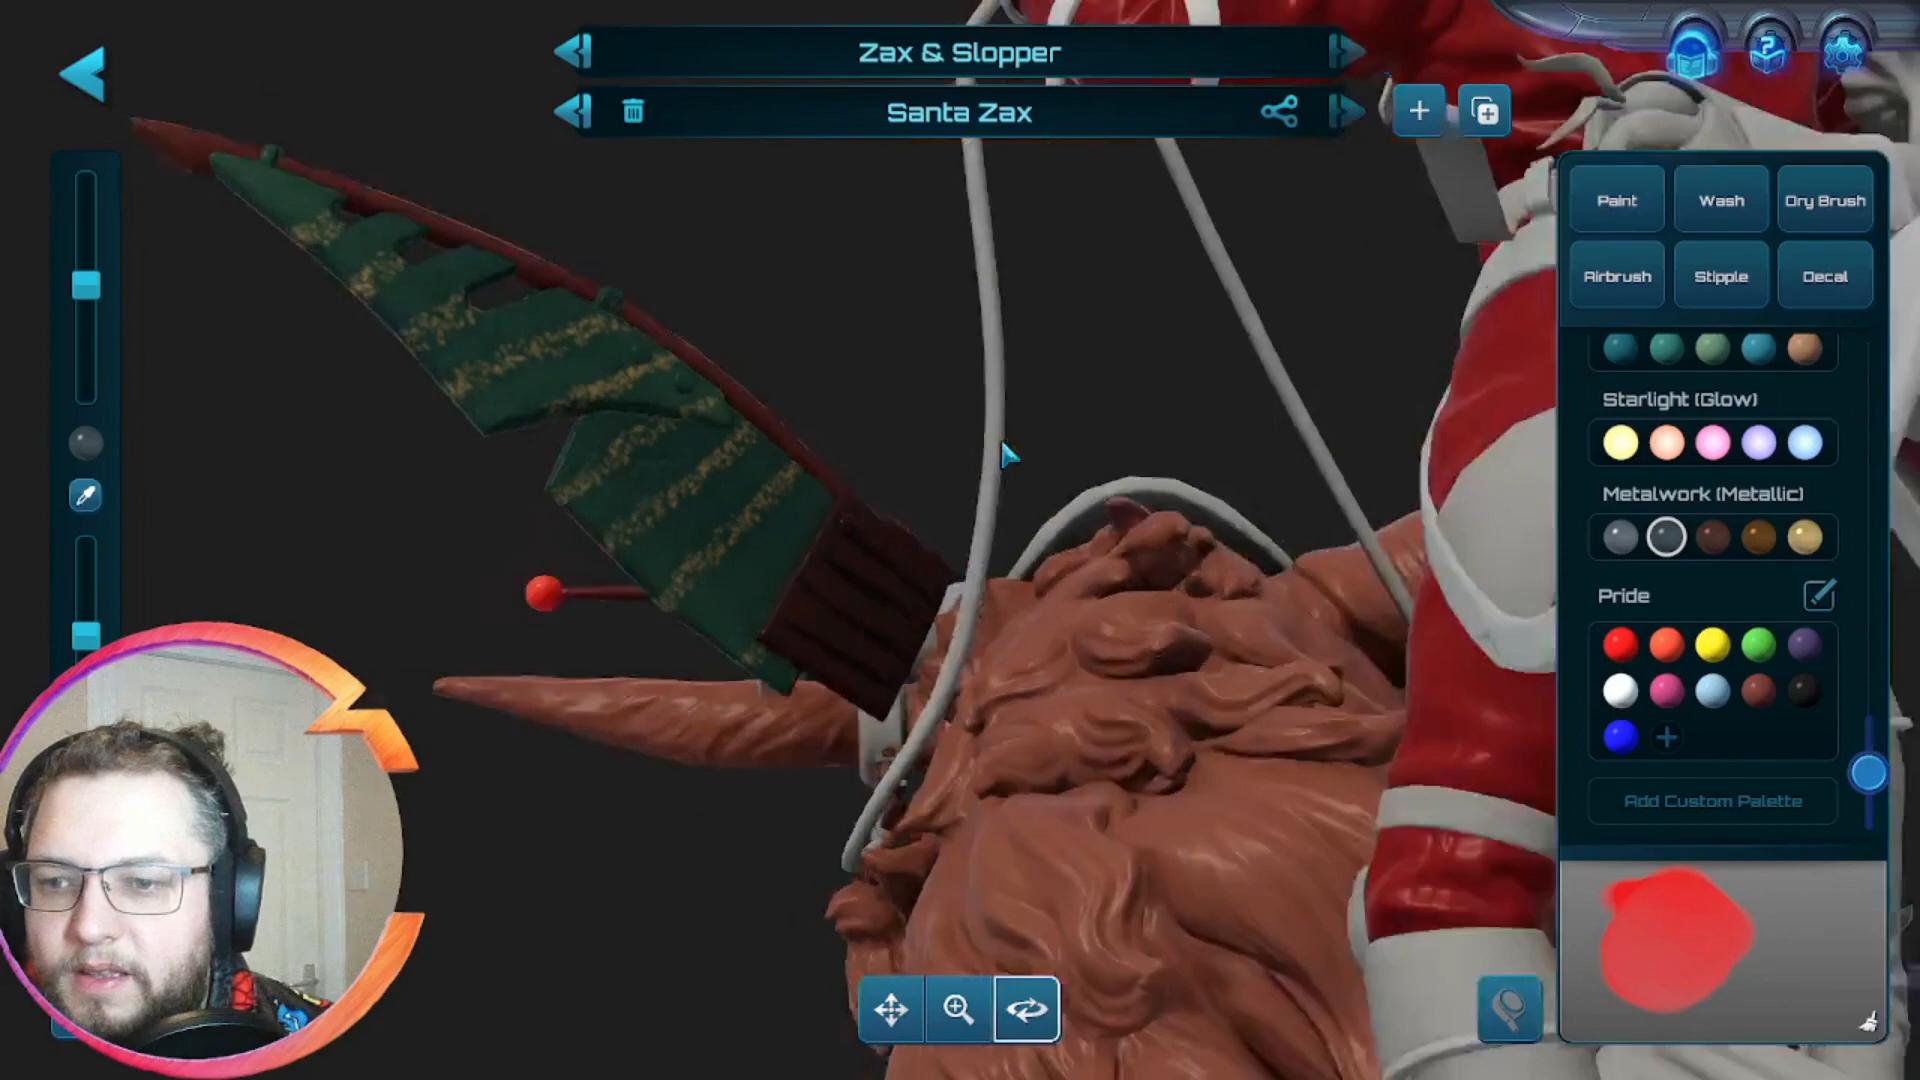 Zax & Slopper
Santa Zax
Paint
Wash
Dry Brush
Airbrush
Stipple
Decal
Starlight (Glow)
Metalwork (Metallic)
Pride
Add Custom Palette